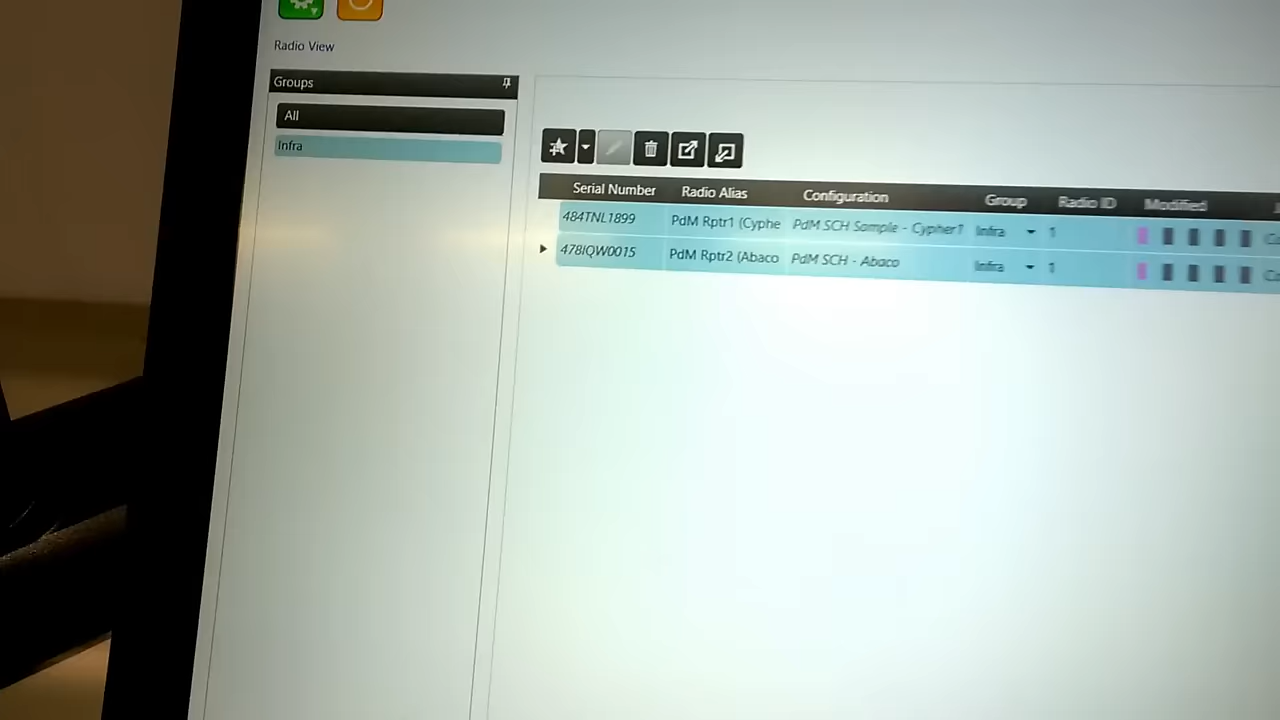 Radio View
Groups
All
Infra
Serial Number Radio Alias Configuration Group Radio ID Modified
484TNL1899 PdM Rptr1 (Cyphe PdM SCH Sample - Cypher1 Infra 1
478IQW0015 PdM Rptr2 (Abaco PdM SCH - Abaco Infra 1